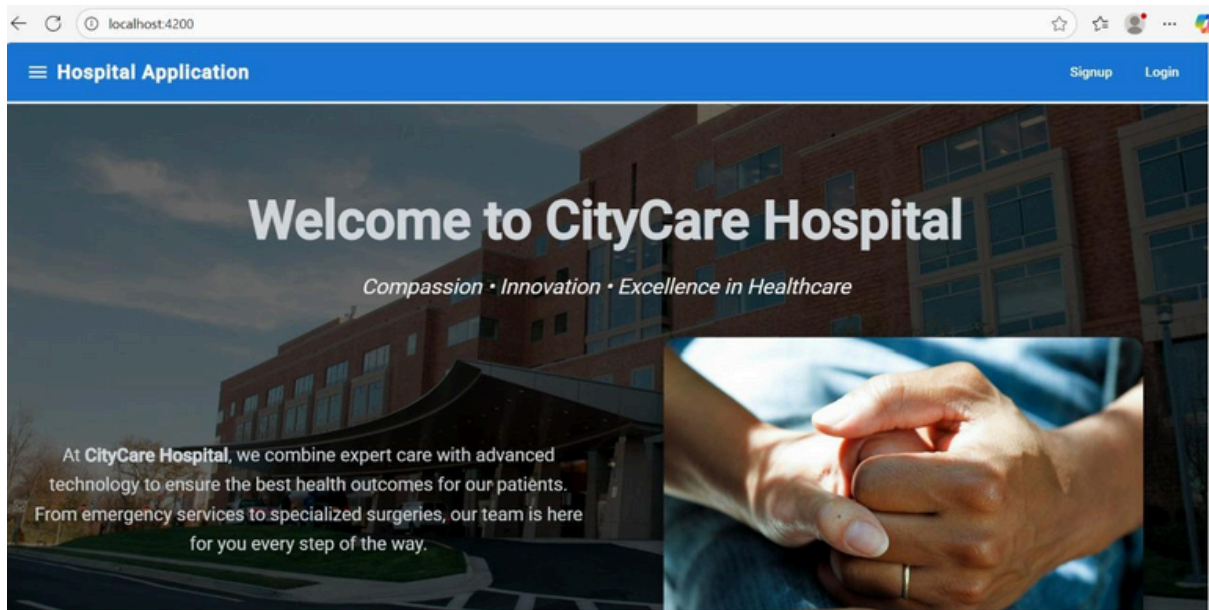 localhost:4200
Hospital Application
Signup Login
Welcome to CityCare Hospital
Compassion • Innovation • Excellence in Healthcare
At CityCare Hospital, we combine expert care with advanced
technology to ensure the best health outcomes for our patients.
From emergency services to specialized surgeries, our team is here
for you every step of the way.